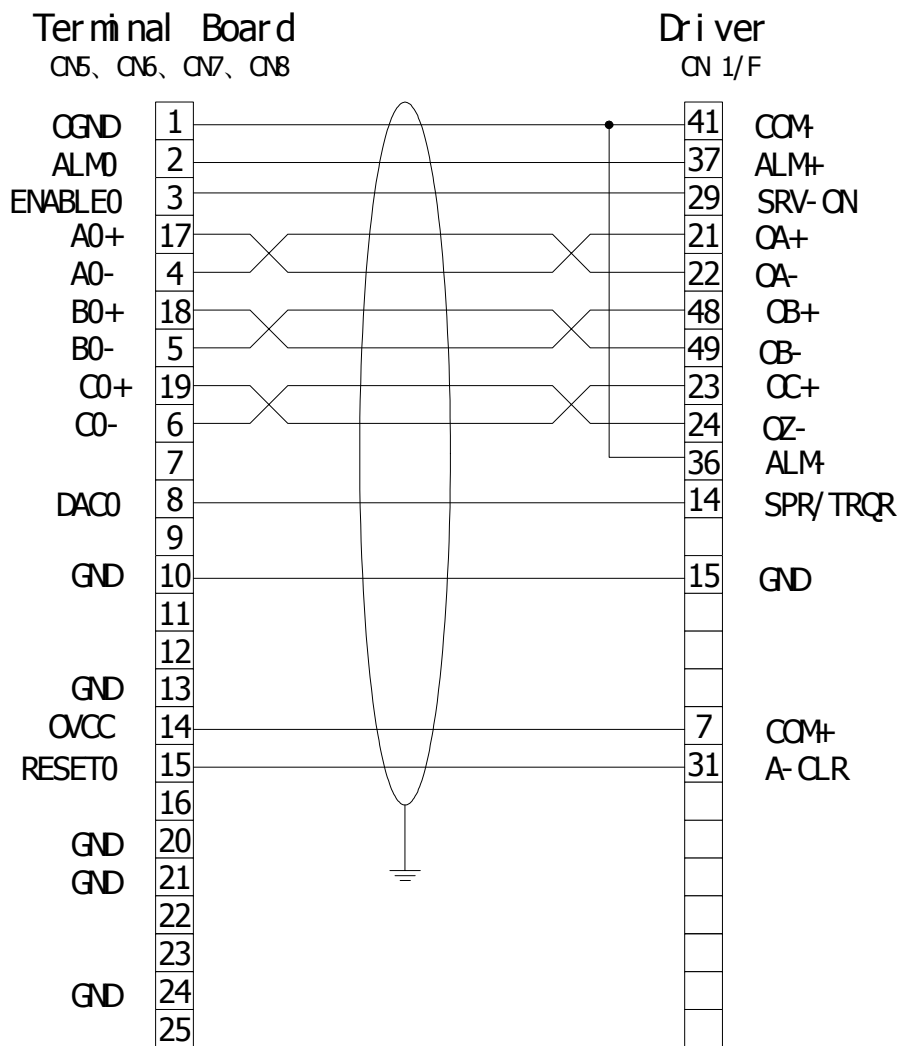 Terminal Board Driver
CN5、CN6、CN7、CN8 CN 1/F
OGND 1 41 COM-
ALM0 2 37 ALM+
ENABLE0 3 29 SRV-ON
A0+ 17 21 OA+
A0- 4 22 OA-
B0+ 18 48 OB+
B0- 5 49 OB-
C0+ 19 23 OC+
C0- 6 24 OZ-
7 36 ALM-
DAC0 8 14 SPR/TRQR
9
GND 10 15 GND
11
12
GND 13
OVCC 14 7 COM+
RESET0 15 31 A-CLR
16
GND 20
GND 21
22
23
GND 24
25